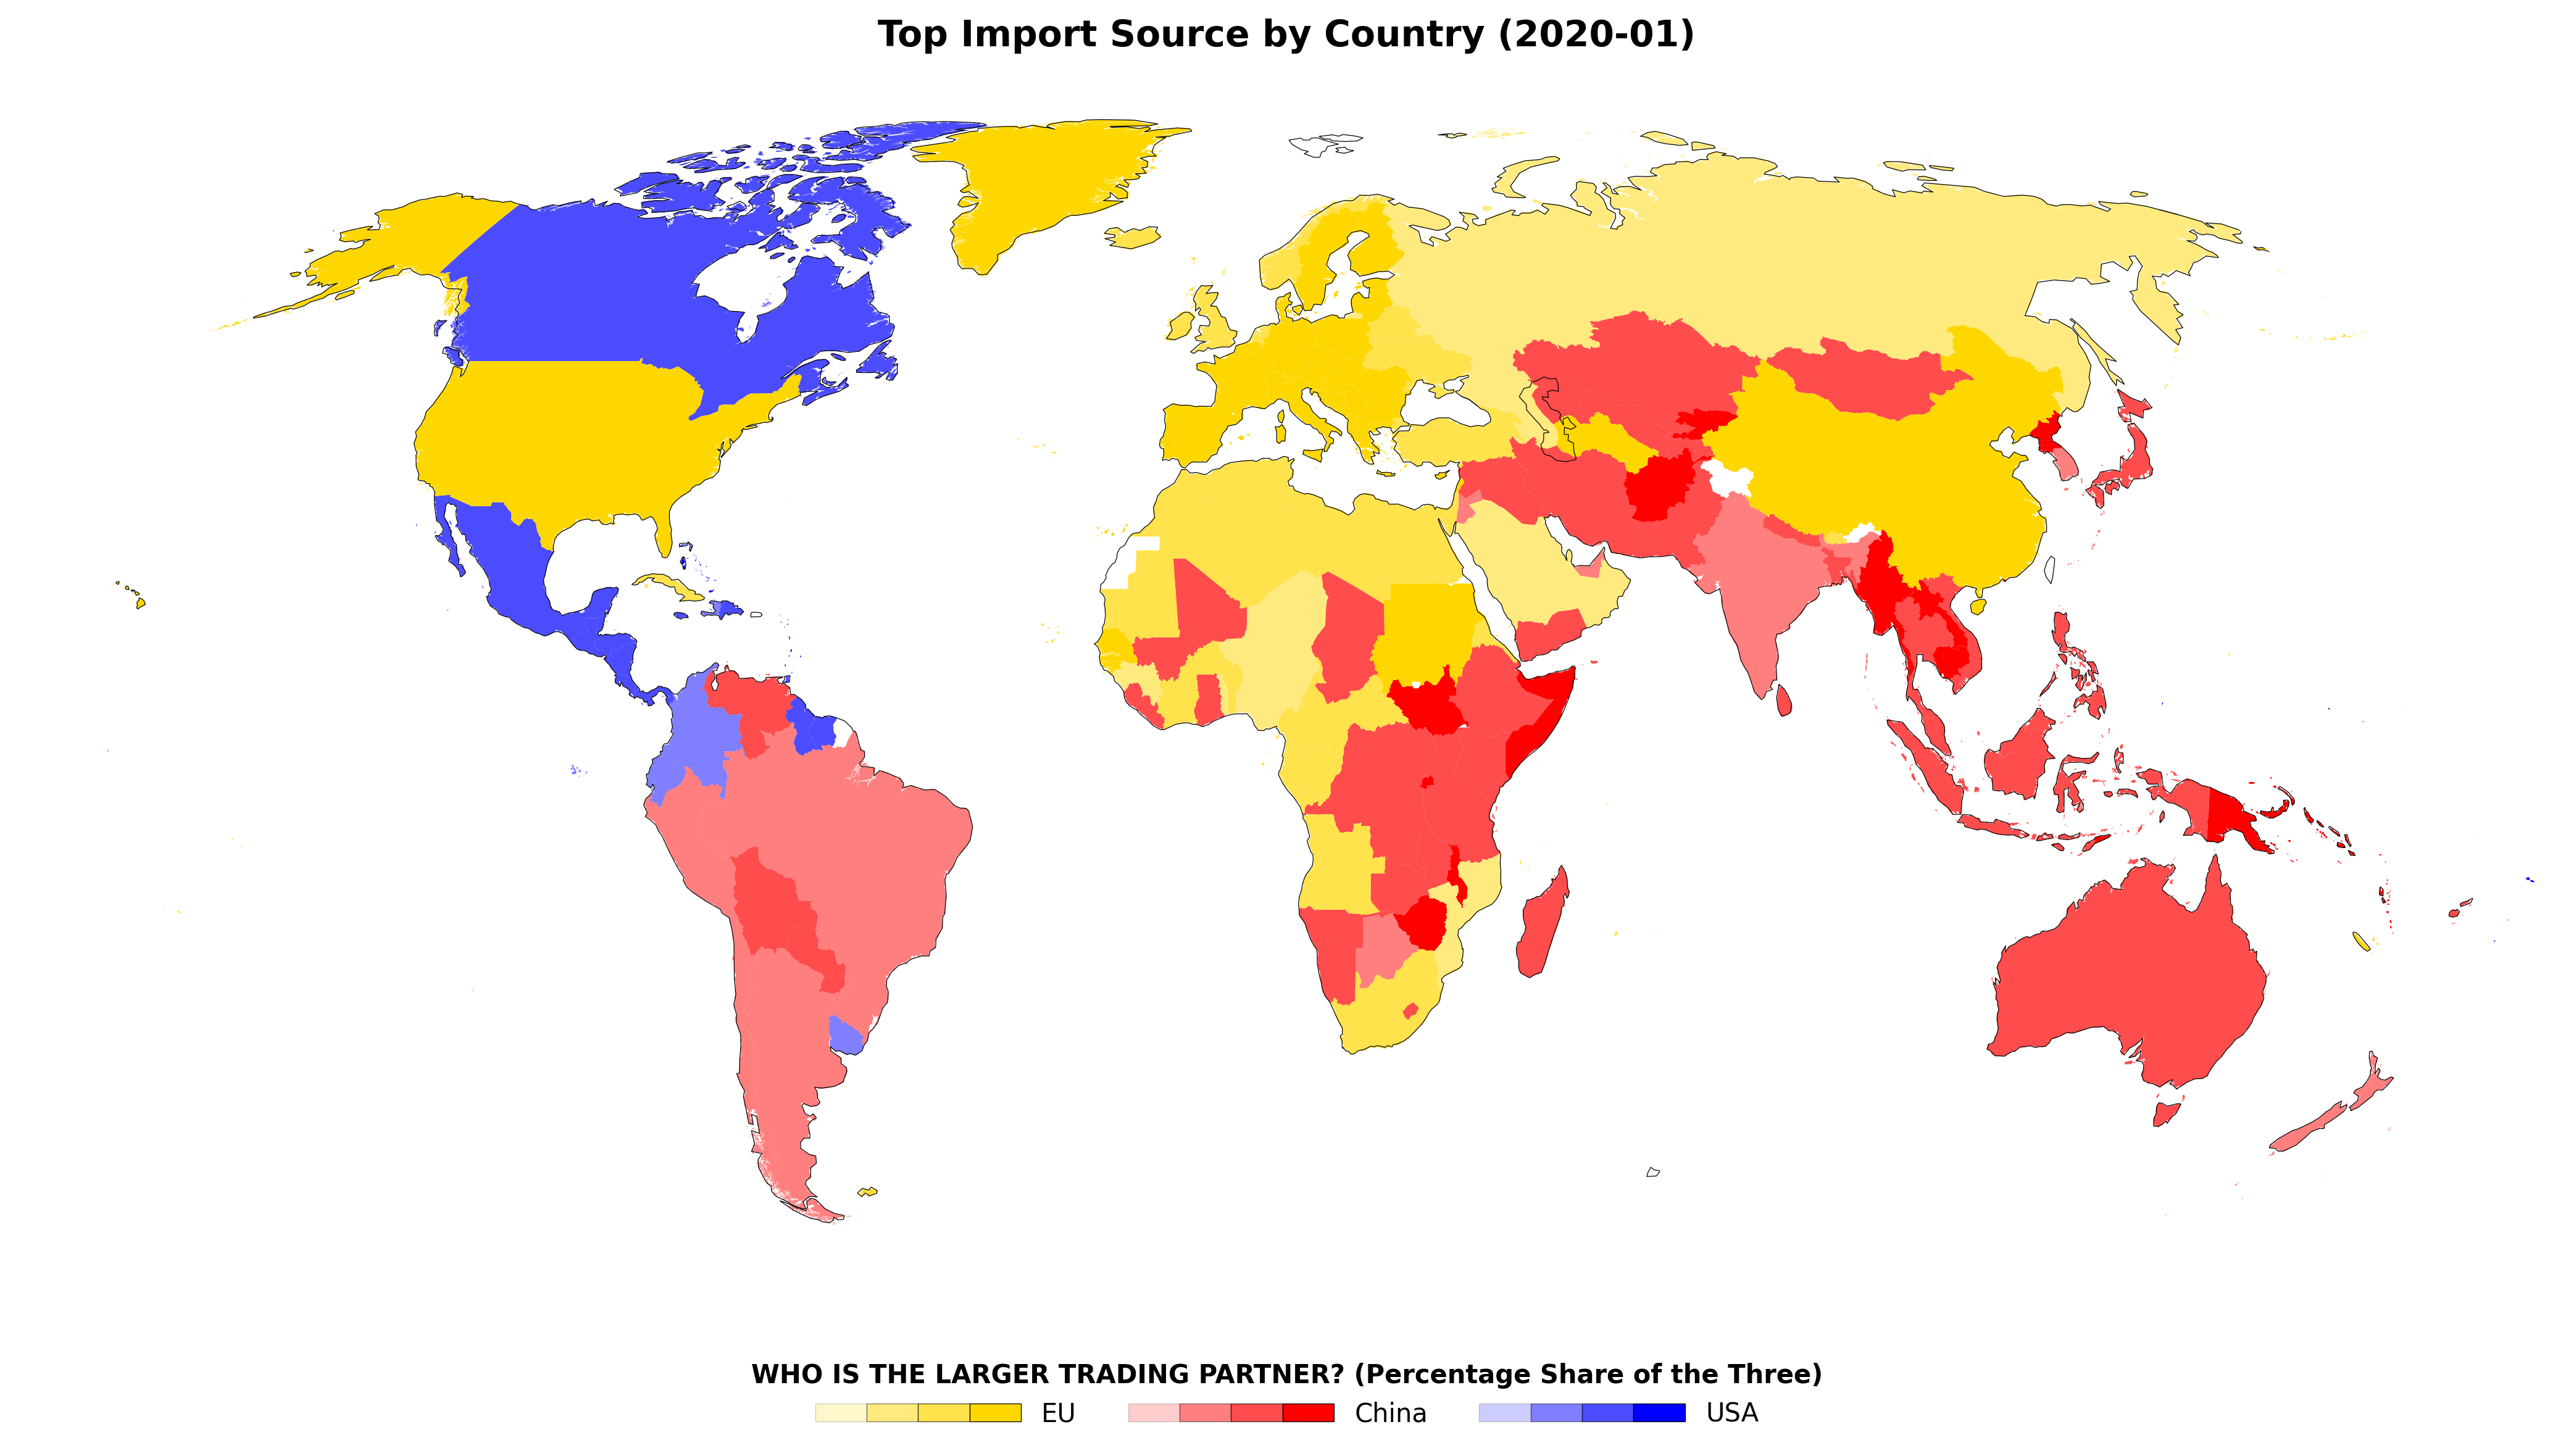 Top Import Source by Country (2020-01)
WHO IS THE LARGER TRADING PARTNER? (Percentage Share of the Three)
EU China USA